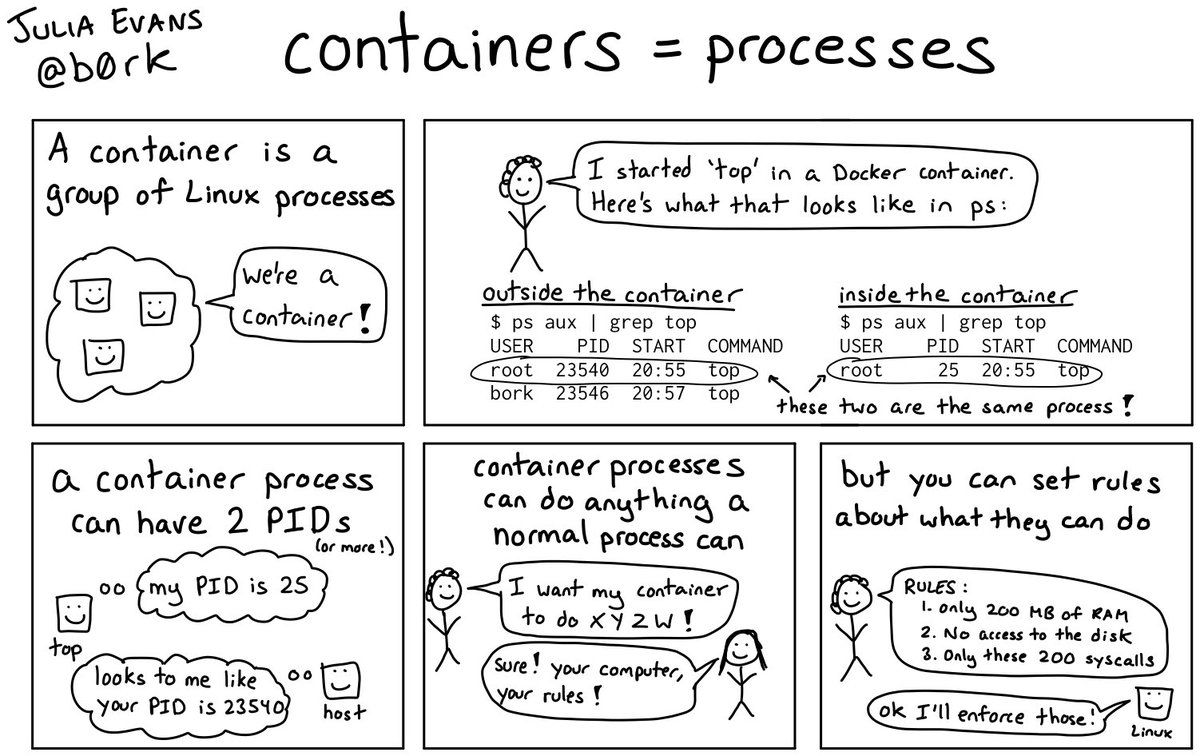 JULIA EVANS
@b0rk
containers = processes
A container is a
group of Linux processes
we're a
container!
I started 'top' in a Docker container.
Here's what that looks like in ps:
outside the container
$ ps aux | grep top
USER PID START COMMAND
root 23540 20:55 top
bork 23546 20:57 top
inside the container
$ ps aux | grep top
USER PID START COMMAND
root 25 20:55 top
these two are the same process!
a container process
can have 2 PIDs
(or more!)
my PID is 25
top
looks to me like
your PID is 23540
host
container processes
can do anything a
normal process can
I want my container
to do X Y Z W!
Sure! your computer,
your rules!
but you can set rules
about what they can do
RULES:
1. only 200 MB of RAM
2. No access to the disk
3. Only these 200 syscalls
ok I'll enforce those!
Linux